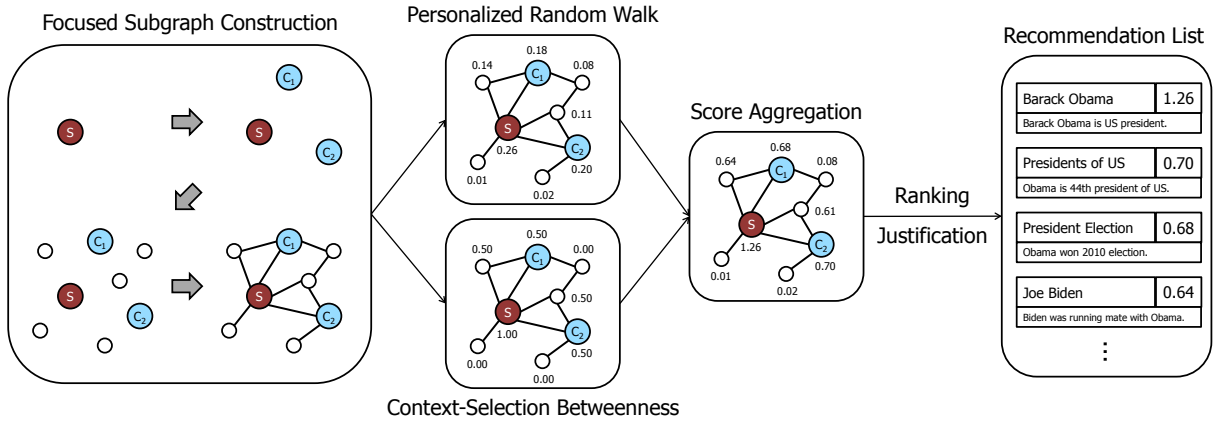 Focused Subgraph Construction
C1
S
S
C2
C1
C1
S
S
C2
C2
Personalized Random Walk
0.18
0.14
C1
0.08
0.11
S
C2
0.26
0.20
0.01
0.02
0.50
0.50
C1
0.00
0.50
S
C2
1.00
0.50
0.00
0.00
Context-Selection Betweenness
Score Aggregation
0.68
0.64
C1
0.08
S
0.61
C2
1.26
0.70
0.01
0.02
Ranking
Justification
Recommendation List
Barack Obama 1.26
Barack Obama is US president.
Presidents of US 0.70
Obama is 44th president of US.
President Election 0.68
Obama won 2010 election.
Joe Biden 0.64
Biden was running mate with Obama.
⋮